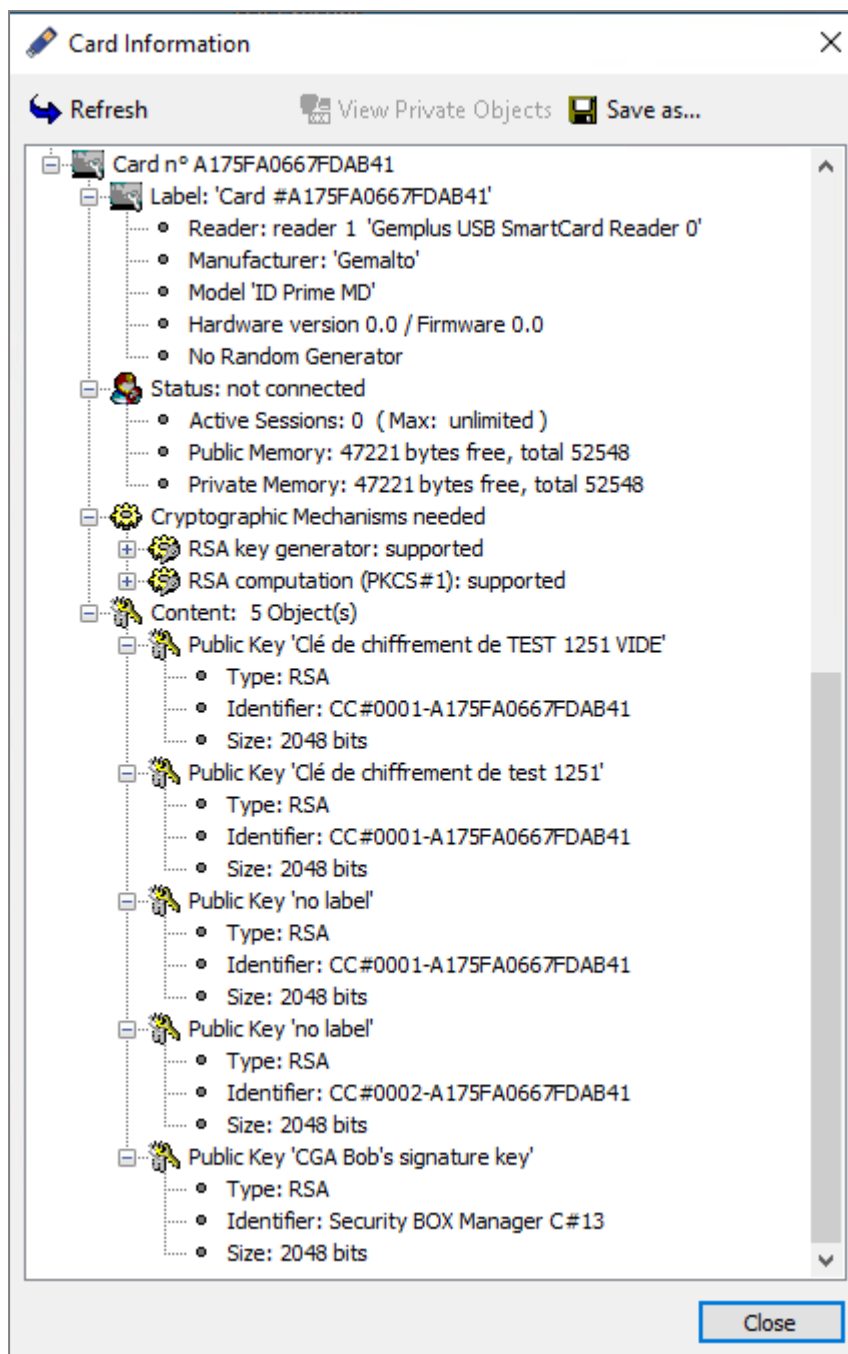 Card Information
Refresh View Private Objects Save as...
Card n° A175FA0667FDAB41
Label: 'Card #A175FA0667FDAB41'
Reader: reader 1 'Gemplus USB SmartCard Reader 0'
Manufacturer: 'Gemalto'
Model 'ID Prime MD'
Hardware version 0.0 / Firmware 0.0
No Random Generator
Status: not connected
Active Sessions: 0 ( Max: unlimited )
Public Memory: 47221 bytes free, total 52548
Private Memory: 47221 bytes free, total 52548
Cryptographic Mechanisms needed
RSA key generator: supported
RSA computation (PKCS#1): supported
Content: 5 Object(s)
Public Key 'Clé de chiffrement de TEST 1251 VIDE'
Type: RSA
Identifier: CC#0001-A175FA0667FDAB41
Size: 2048 bits
Public Key 'Clé de chiffrement de test 1251'
Type: RSA
Identifier: CC#0001-A175FA0667FDAB41
Size: 2048 bits
Public Key 'no label'
Type: RSA
Identifier: CC#0001-A175FA0667FDAB41
Size: 2048 bits
Public Key 'no label'
Type: RSA
Identifier: CC#0002-A175FA0667FDAB41
Size: 2048 bits
Public Key 'CGA Bob's signature key'
Type: RSA
Identifier: Security BOX Manager C#13
Size: 2048 bits
Close